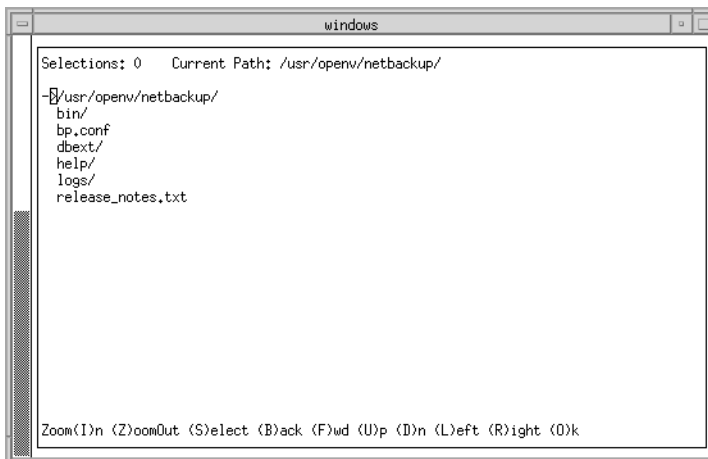 windows
Selections: 0    Current Path: /usr/openv/netbackup/
->/usr/openv/netbackup/
bin/
bp.conf
dbext/
help/
logs/
release_notes.txt
Zoom(I)n (Z)oomOut (S)elect (B)ack (F)wd (U)p (D)n (L)eft (R)ight (O)k